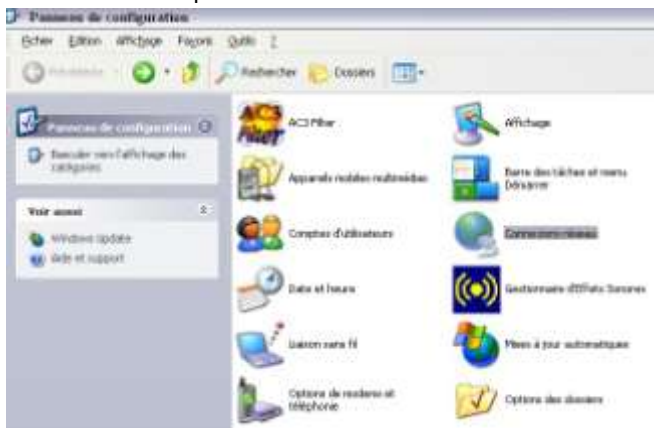 Panneau de configuration
Fichier Edition Affichage Favoris Outils ?
Précédente
Rechercher
Dossiers
Panneau de configuration
Basculer vers l'affichage des
catégories
Voir aussi
Windows Update
Aide et support
AC3 Filter
Affichage
Appareils mobiles multimédias
Barre des tâches et menu
Démarrer
Comptes d'utilisateurs
Connexions réseau
Date et heure
Gestionnaire d'Effets Sonores
Liaison sans fil
Mises à jour automatiques
Options de modems et
téléphonie
Options des dossiers